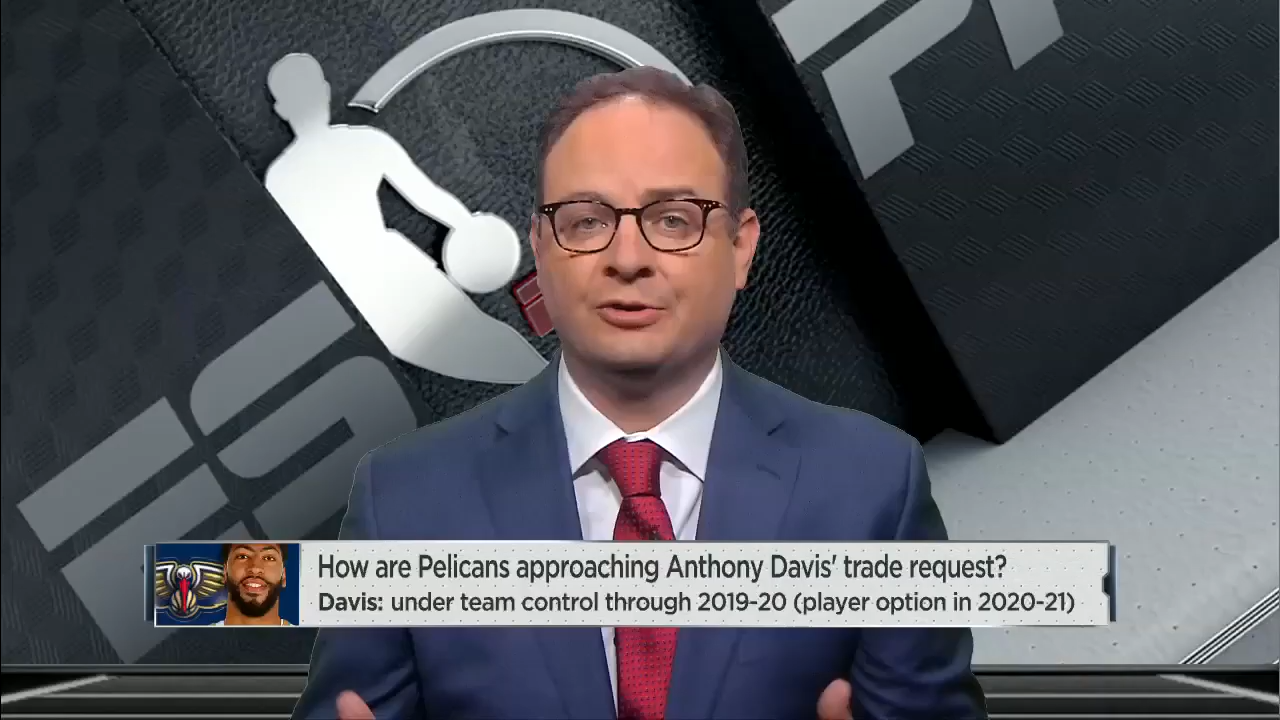 ES
How are Pelicans approaching Anthony Davis' trade request?
Davis: under team control through 2019-20 (player option in 2020-21)